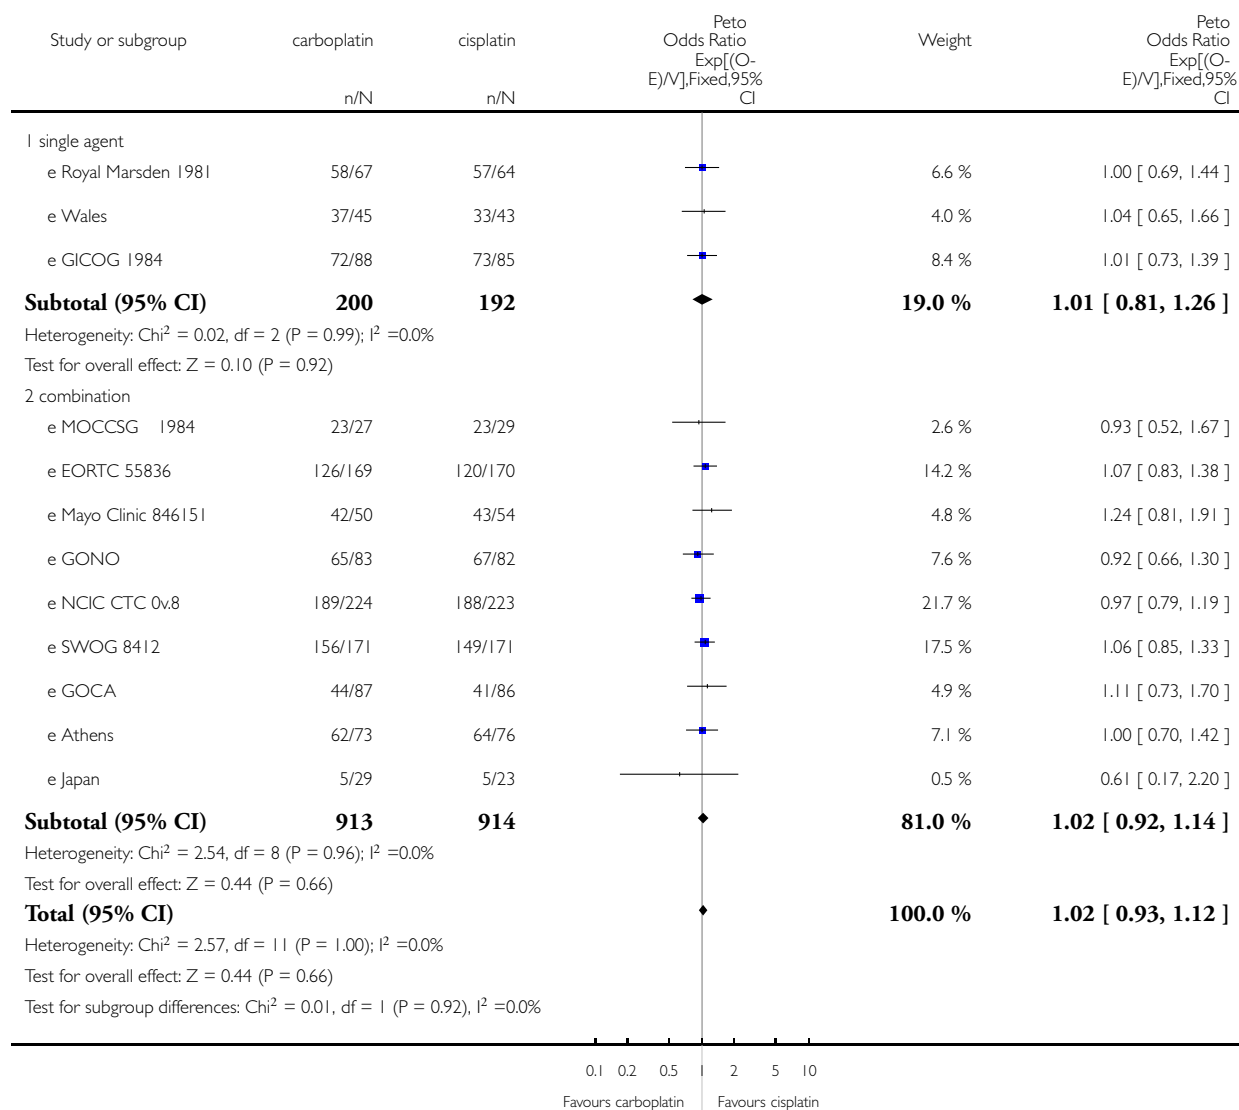 Study or subgroup carboplatin cisplatin Peto Odds Ratio Exp[(O-E)/V],Fixed,95% CI Weight Peto Odds Ratio Exp[(O-E)/V],Fixed,95% CI
n/N n/N
1 single agent
e Royal Marsden 1981 58/67 57/64 6.6 % 1.00 [ 0.69, 1.44 ]
e Wales 37/45 33/43 4.0 % 1.04 [ 0.65, 1.66 ]
e GICOG 1984 72/88 73/85 8.4 % 1.01 [ 0.73, 1.39 ]
Subtotal (95% CI) 200 192 19.0 % 1.01 [ 0.81, 1.26 ]
Heterogeneity: Chi² = 0.02, df = 2 (P = 0.99); I² =0.0%
Test for overall effect: Z = 0.10 (P = 0.92)
2 combination
e MOCCSG 1984 23/27 23/29 2.6 % 0.93 [ 0.52, 1.67 ]
e EORTC 55836 126/169 120/170 14.2 % 1.07 [ 0.83, 1.38 ]
e Mayo Clinic 846151 42/50 43/54 4.8 % 1.24 [ 0.81, 1.91 ]
e GONO 65/83 67/82 7.6 % 0.92 [ 0.66, 1.30 ]
e NCIC CTC 0v.8 189/224 188/223 21.7 % 0.97 [ 0.79, 1.19 ]
e SWOG 8412 156/171 149/171 17.5 % 1.06 [ 0.85, 1.33 ]
e GOCA 44/87 41/86 4.9 % 1.11 [ 0.73, 1.70 ]
e Athens 62/73 64/76 7.1 % 1.00 [ 0.70, 1.42 ]
e Japan 5/29 5/23 0.5 % 0.61 [ 0.17, 2.20 ]
Subtotal (95% CI) 913 914 81.0 % 1.02 [ 0.92, 1.14 ]
Heterogeneity: Chi² = 2.54, df = 8 (P = 0.96); I² =0.0%
Test for overall effect: Z = 0.44 (P = 0.66)
Total (95% CI) 100.0 % 1.02 [ 0.93, 1.12 ]
Heterogeneity: Chi² = 2.57, df = 11 (P = 1.00); I² =0.0%
Test for overall effect: Z = 0.44 (P = 0.66)
Test for subgroup differences: Chi² = 0.01, df = 1 (P = 0.92), I² =0.0%
0.1 0.2 0.5 1 2 5 10
Favours carboplatin Favours cisplatin